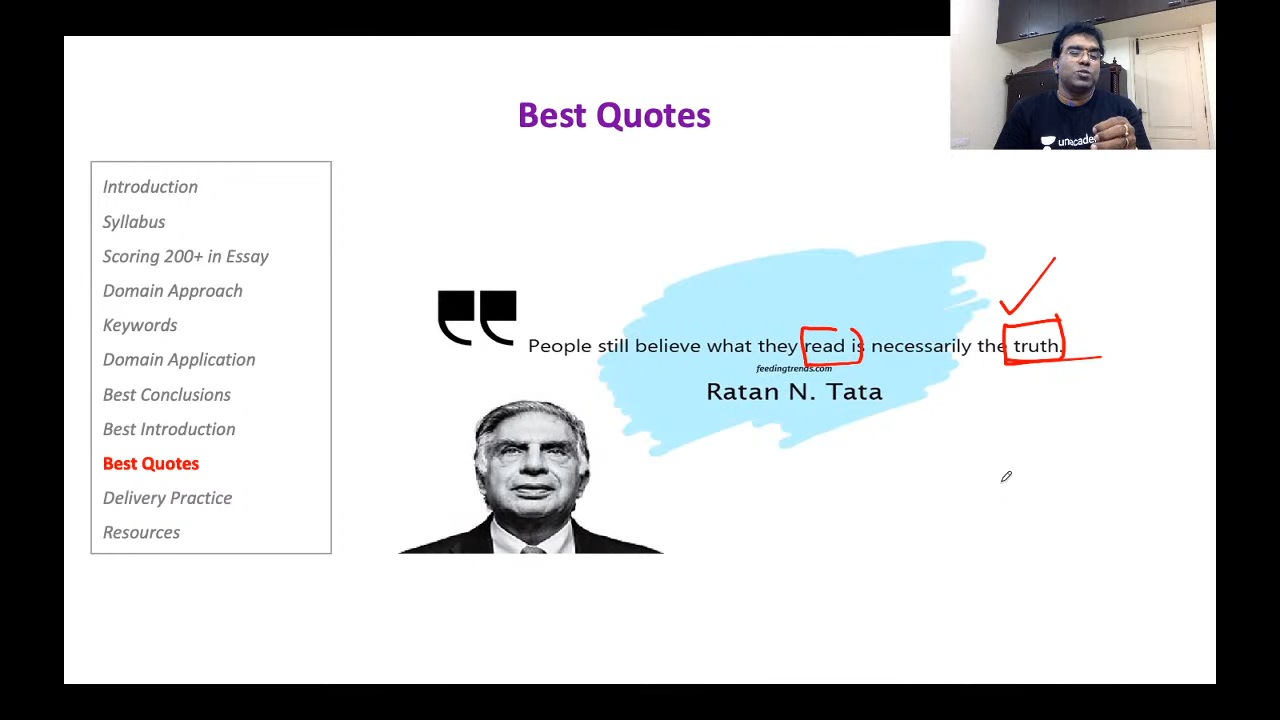 Best Quotes
Introduction
Syllabus
Scoring 200+ in Essay
Domain Approach
Keywords
Domain Application
Best Conclusions
Best Introduction
Best Quotes
Delivery Practice
Resources
People still believe what they read is necessarily the truth.
feedingtrends.com
Ratan N. Tata